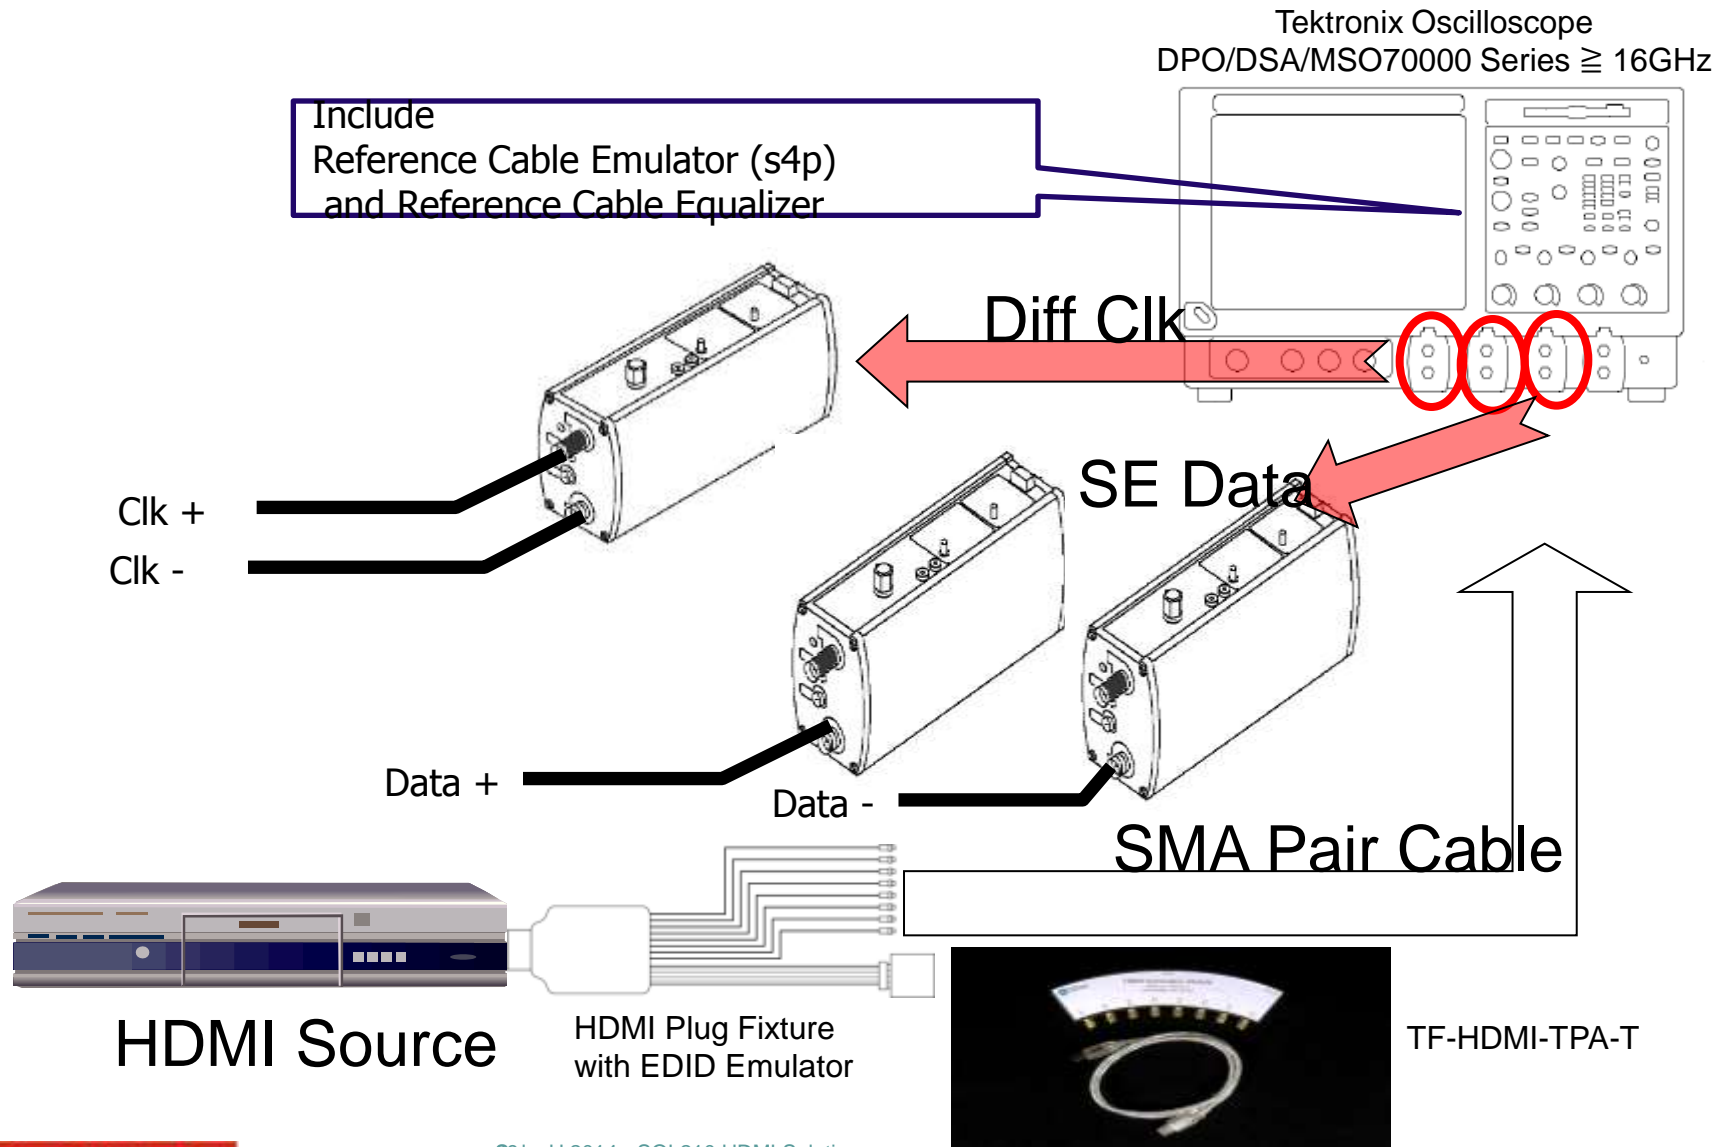 Tektronix Oscilloscope
DPO/DSA/MSO70000 Series ≧ 16GHz
Include
Reference Cable Emulator (s4p)
and Reference Cable Equalizer
Diff Clk
SE Data
Clk +
Clk -
Data +
Data -
SMA Pair Cable
HDMI Source
HDMI Plug Fixture
with EDID Emulator
TF-HDMI-TPA-T